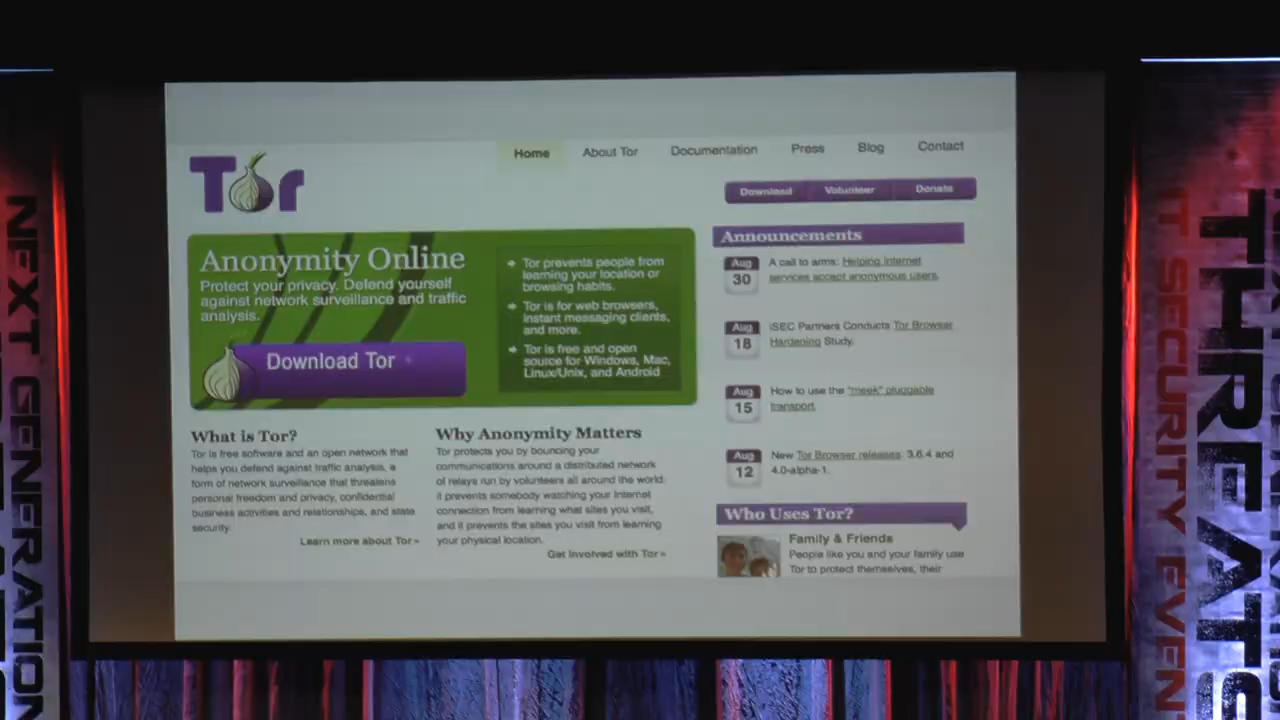 Tor
Home
About Tor
Documentation
Press
Blog
Contact
Download
Volunteer
Donate
Anonymity Online
Protect your privacy. Defend yourself
against network surveillance and traffic
analysis.
Download Tor
Tor prevents people from
learning your location or
browsing habits.
Tor is for web browsers,
instant messaging clients,
and more.
Tor is free and open
source for Windows, Mac,
Linux/Unix, and Android
Announcements
Aug
30
A call to arms: Helping Internet
services accept anonymous users.
Aug
18
iSEC Partners Conducts Tor Browser
Hardening Study.
Aug
15
How to use the "meek" pluggable
transport.
Aug
12
New Tor Browser releases: 3.6.4 and
4.0-alpha-1.
What is Tor?
Tor is free software and an open network that
helps you defend against traffic analysis, a
form of network surveillance that threatens
personal freedom and privacy, confidential
business activities and relationships, and state
security.
Learn more about Tor »
Why Anonymity Matters
Tor protects you by bouncing your
communications around a distributed network
of relays run by volunteers all around the world:
it prevents somebody watching your Internet
connection from learning what sites you visit,
and it prevents the sites you visit from learning
your physical location.
Get involved with Tor »
Who Uses Tor?
Family & Friends
People like you and your family use
Tor to protect themselves, their
NEXT GENERATION
IT SECURITY EVEN
THREATS